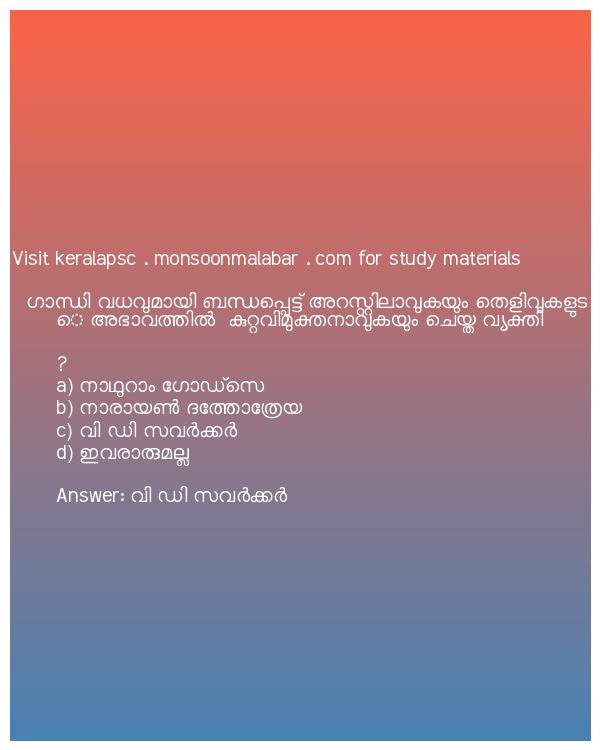 Visit keralapsc . monsoonmalabar . com for study materials
ഗാന്ധി വധവുമായി ബന്ധപ്പെട്ട് അറസ്റ്റിലാവുകയും തെളിവുകളുട
െ അഭാവത്തിൽ കുറ്റവിമുക്തനാവുകയും ചെയ്ത വ്യക്തി
?
a) നാഥുറാം ഗോഡ്സെ
b) നാരായൺ ദത്തോത്രേയ
c) വി ഡി സവർക്കർ
d) ഇവരാരുമല്ല
Answer: വി ഡി സവർക്കർ